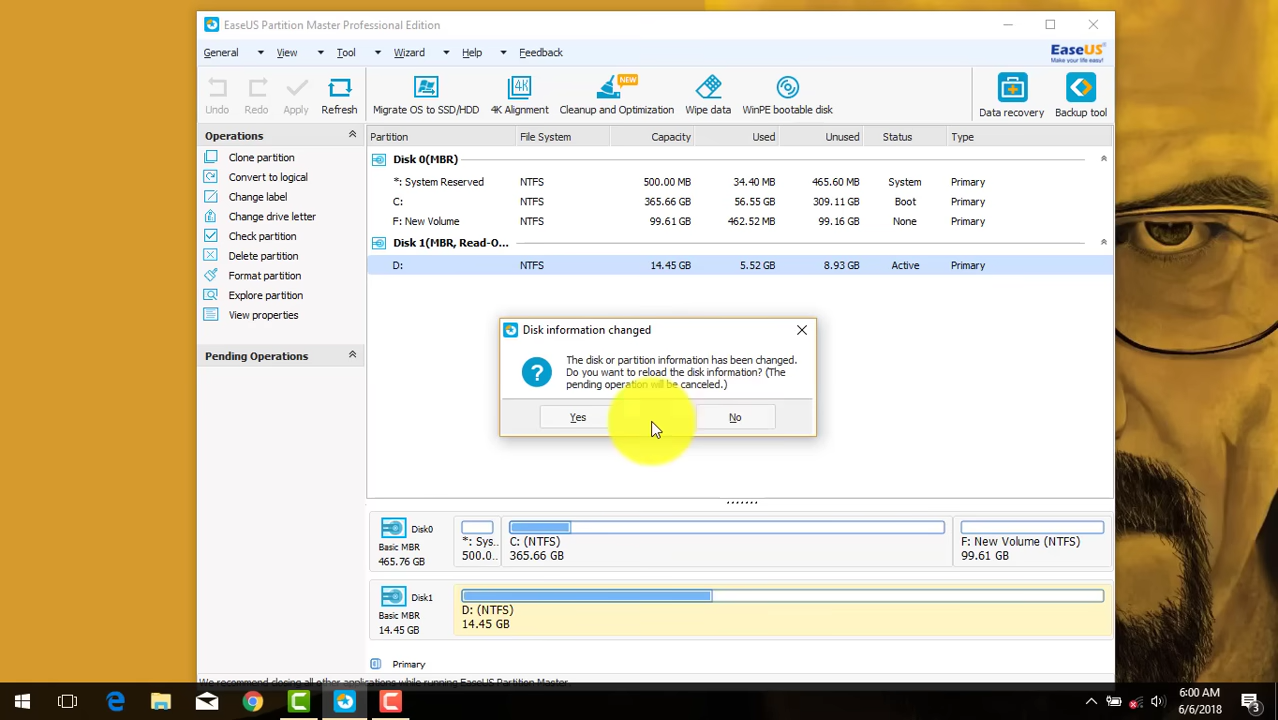 EaseUS Partition Master Professional Edition
General View Tool Wizard Help Feedback
EaseUS
Make your life easy!
Undo Redo Apply Refresh Migrate OS to SSD/HDD 4K Alignment Cleanup and Optimization Wipe data WinPE bootable disk Data recovery Backup tool
4K
NEW
Operations
Clone partition
Convert to logical
Change label
Change drive letter
Check partition
Delete partition
Format partition
Explore partition
View properties
Pending Operations
Partition File System Capacity Used Unused Status Type
Disk 0(MBR)
*: System Reserved NTFS 500.00 MB 34.40 MB 465.60 MB System Primary
C: NTFS 365.66 GB 56.55 GB 309.11 GB Boot Primary
F: New Volume NTFS 99.61 GB 462.52 MB 99.16 GB None Primary
Disk 1(MBR, Read-O...
D: NTFS 14.45 GB 5.52 GB 8.93 GB Active Primary
Disk information changed
The disk or partition information has been changed.
Do you want to reload the disk information? (The
pending operation will be canceled.)
Yes No
Disk0
Basic MBR
465.76 GB
*: Sys..
500.0...
C: (NTFS)
365.66 GB
F: New Volume (NTFS)
99.61 GB
Disk1
Basic MBR
14.45 GB
D: (NTFS)
14.45 GB
Primary
We recommend closing all other applications while running EaseUS Partition Master.
6:00 AM
6/6/2018
3